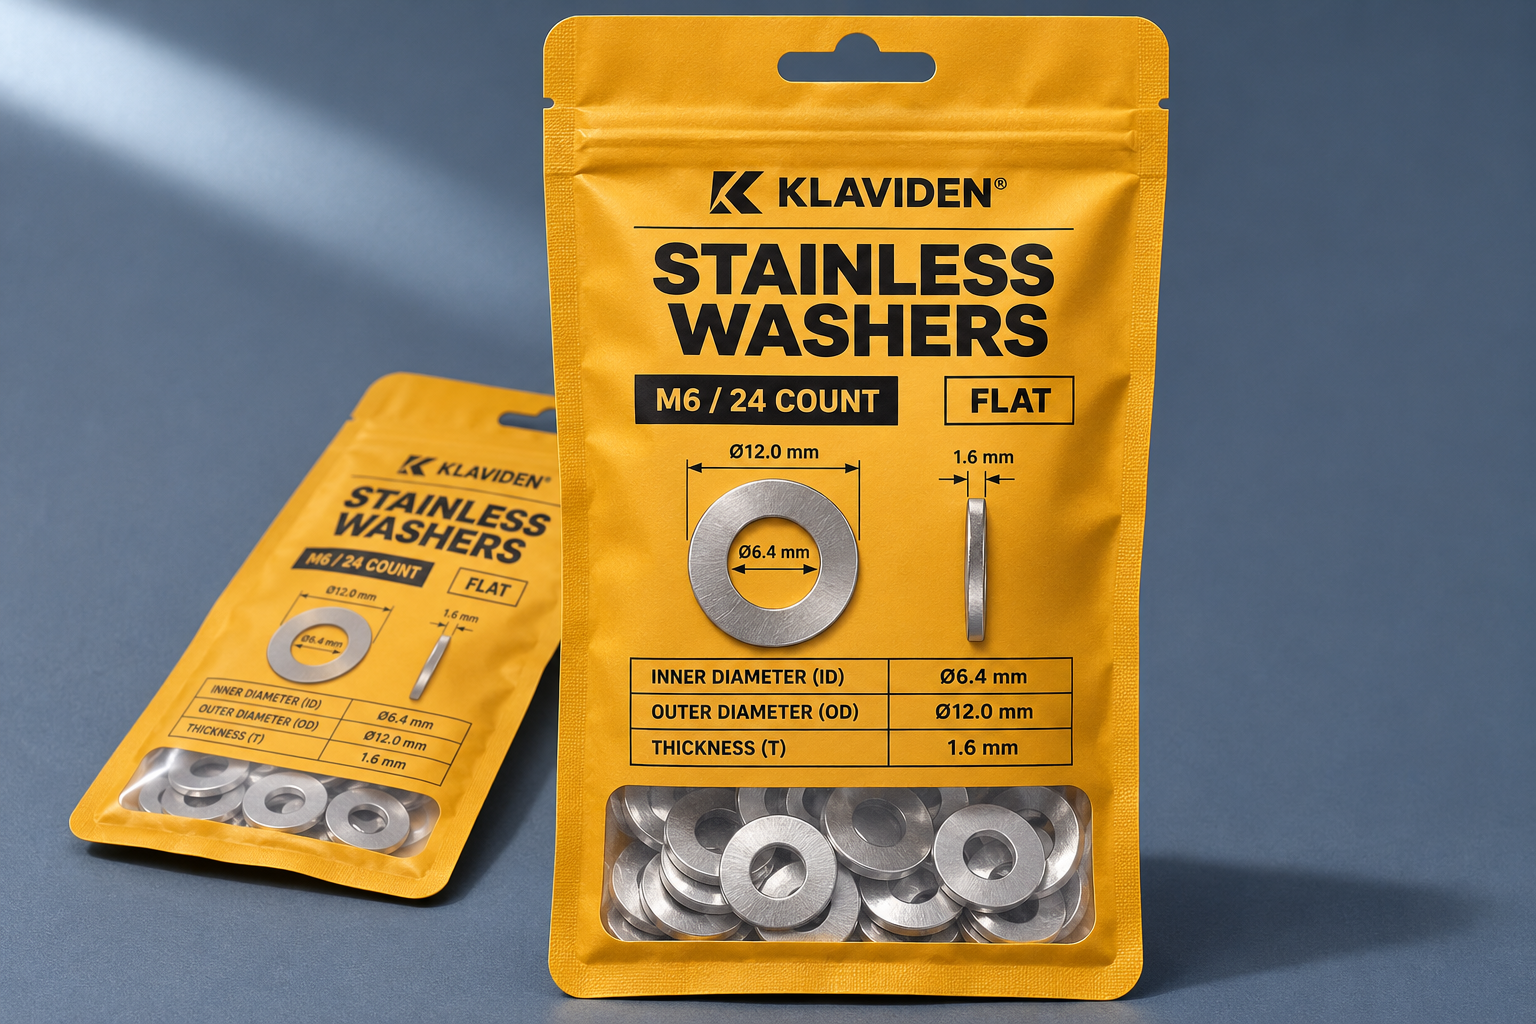 KLAVIDEN®
STAINLESS
WASHERS
M6 / 24 COUNT
FLAT
Ø12.0 mm
1.6 mm
Ø6.4 mm
INNER DIAMETER (ID) Ø6.4 mm
OUTER DIAMETER (OD) Ø12.0 mm
THICKNESS (T) 1.6 mm
KLAVIDEN®
STAINLESS
WASHERS
M6 / 24 COUNT
FLAT
Ø12.0 mm
1.6 mm
Ø6.4 mm
INNER DIAMETER (ID) Ø6.4 mm
OUTER DIAMETER (OD) Ø12.0 mm
THICKNESS (T) 1.6 mm